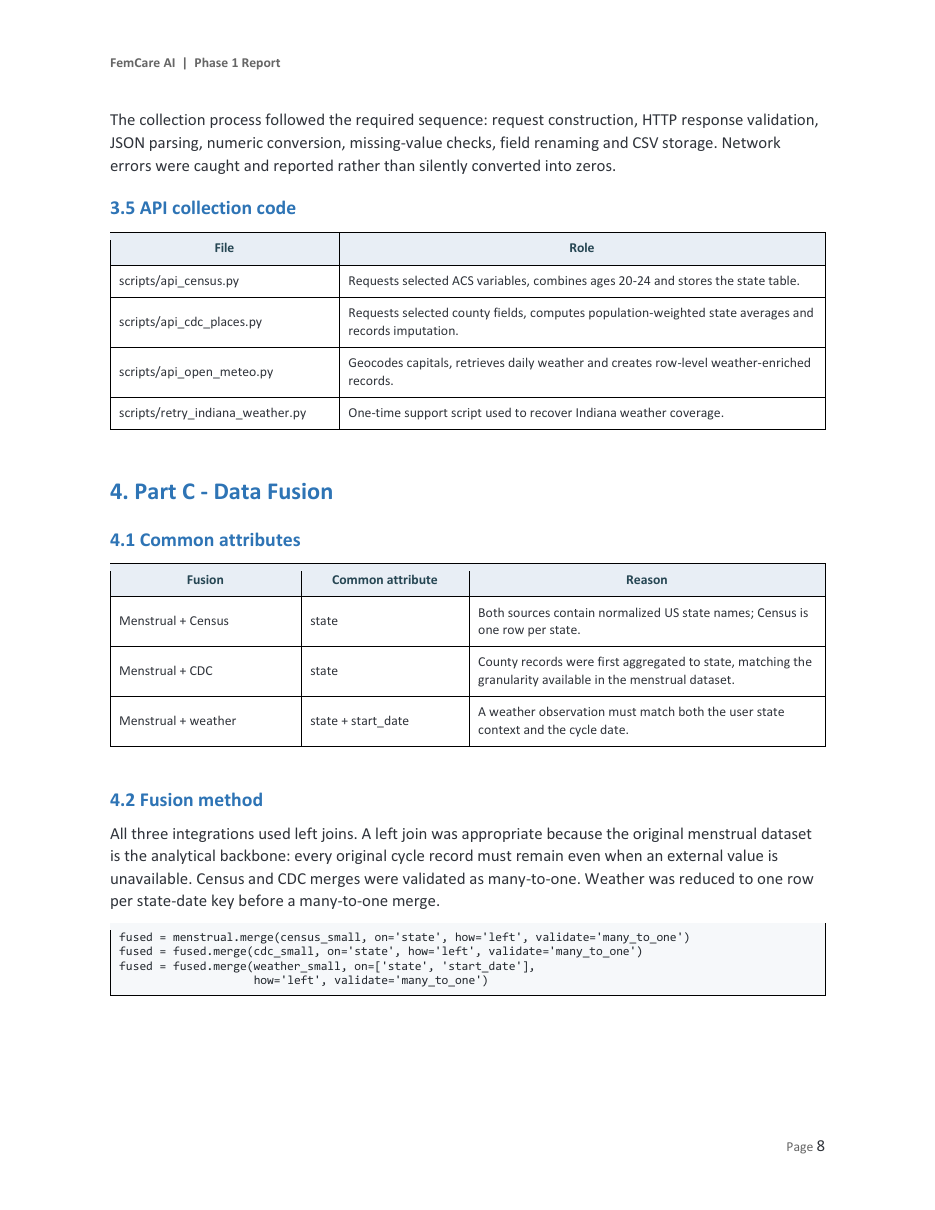 FemCare AI | Phase 1 Report
The collection process followed the required sequence: request construction, HTTP response validation,
JSON parsing, numeric conversion, missing-value checks, field renaming and CSV storage. Network
errors were caught and reported rather than silently converted into zeros.
3.5 API collection code
File Role
scripts/api_census.py Requests selected ACS variables, combines ages 20-24 and stores the state table.
scripts/api_cdc_places.py Requests selected county fields, computes population-weighted state averages and
records imputation.
scripts/api_open_meteo.py Geocodes capitals, retrieves daily weather and creates row-level weather-enriched
records.
scripts/retry_indiana_weather.py One-time support script used to recover Indiana weather coverage.
4. Part C - Data Fusion
4.1 Common attributes
Fusion Common attribute Reason
Menstrual + Census state Both sources contain normalized US state names; Census is
one row per state.
Menstrual + CDC state County records were first aggregated to state, matching the
granularity available in the menstrual dataset.
Menstrual + weather state + start_date A weather observation must match both the user state
context and the cycle date.
4.2 Fusion method
All three integrations used left joins. A left join was appropriate because the original menstrual dataset
is the analytical backbone: every original cycle record must remain even when an external value is
unavailable. Census and CDC merges were validated as many-to-one. Weather was reduced to one row
per state-date key before a many-to-one merge.
fused = menstrual.merge(census_small, on='state', how='left', validate='many_to_one')
fused = fused.merge(cdc_small, on='state', how='left', validate='many_to_one')
fused = fused.merge(weather_small, on=['state', 'start_date'],
how='left', validate='many_to_one')
Page 8